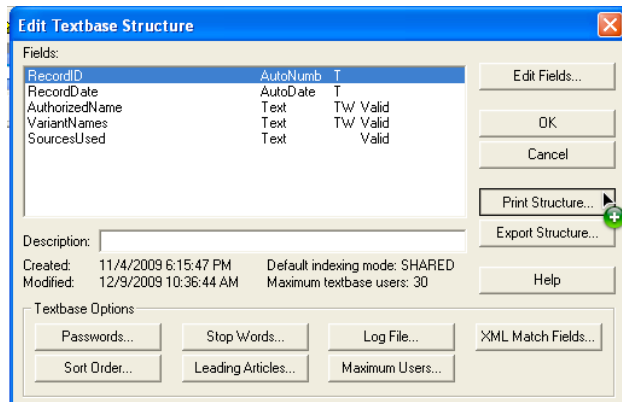 Edit Textbase Structure
Fields:
RecordID AutoNumb T
RecordDate AutoDate T
AuthorizedName Text TW Valid
VariantNames Text TW Valid
SourcesUsed Text Valid
Edit Fields...
OK
Cancel
Print Structure...
Export Structure...
Help
Description:
Created: 11/4/2009 6:15:47 PM Default indexing mode: SHARED
Modified: 12/9/2009 10:36:44 AM Maximum textbase users: 30
Textbase Options
Passwords... Stop Words... Log File... XML Match Fields...
Sort Order... Leading Articles... Maximum Users...